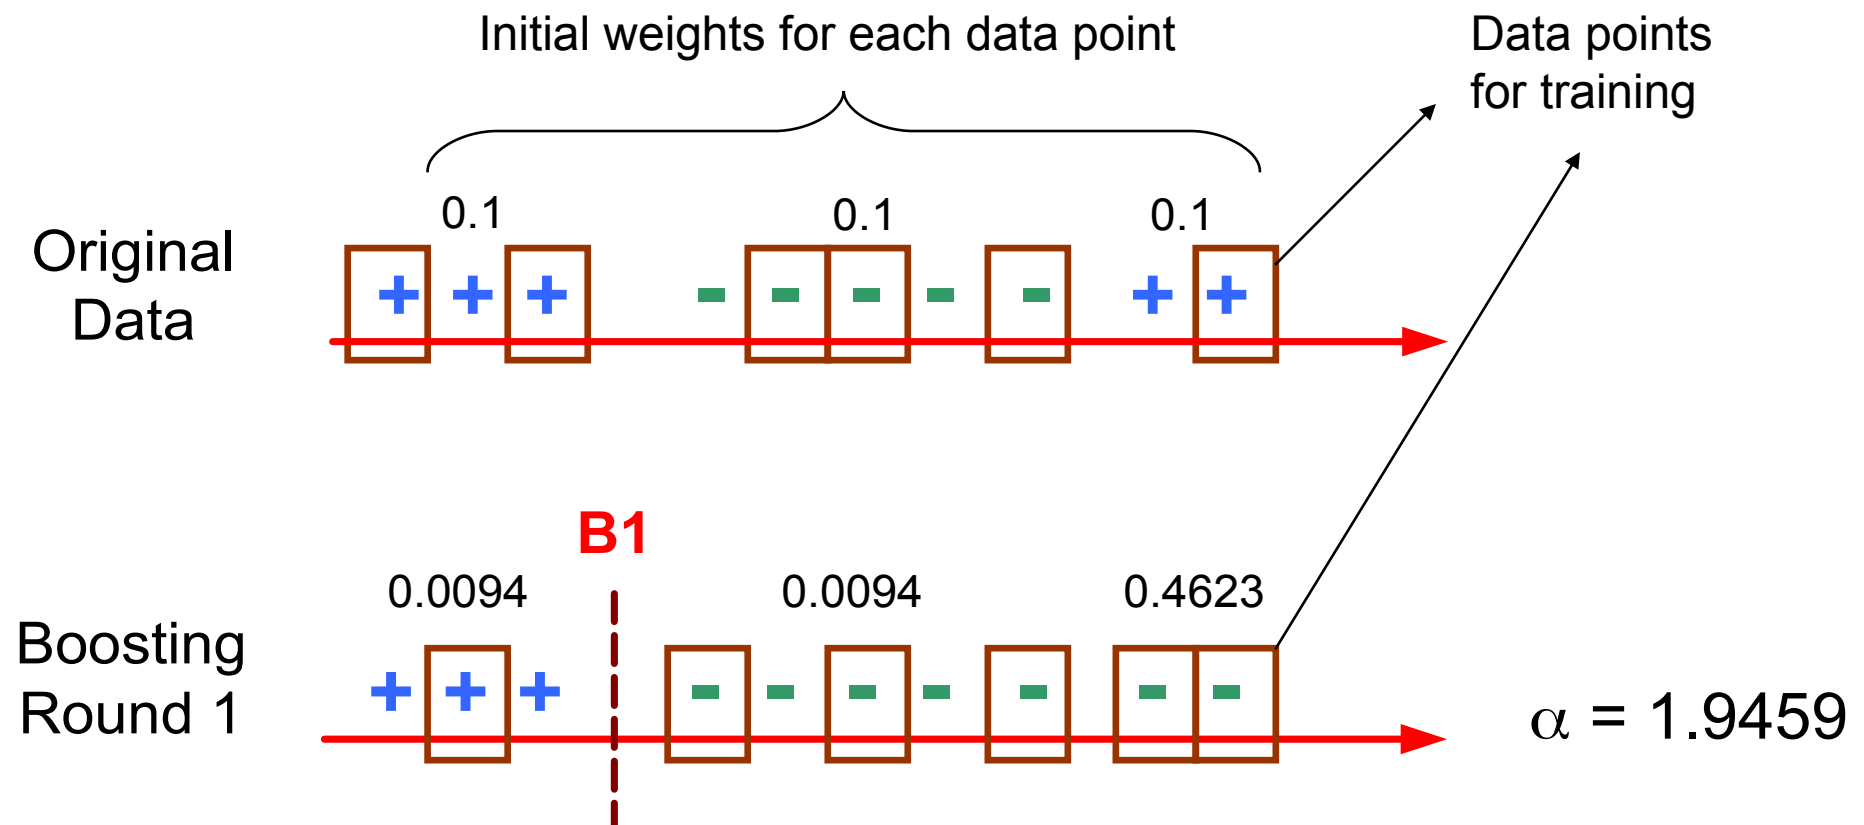 Initial weights for each data point
Data points
for training
Original
Data
0.1 0.1 0.1
+ + + - - - - - + +
B1
Boosting
Round 1
0.0094 0.0094 0.4623
+ + + - - - - - - -
α = 1.9459